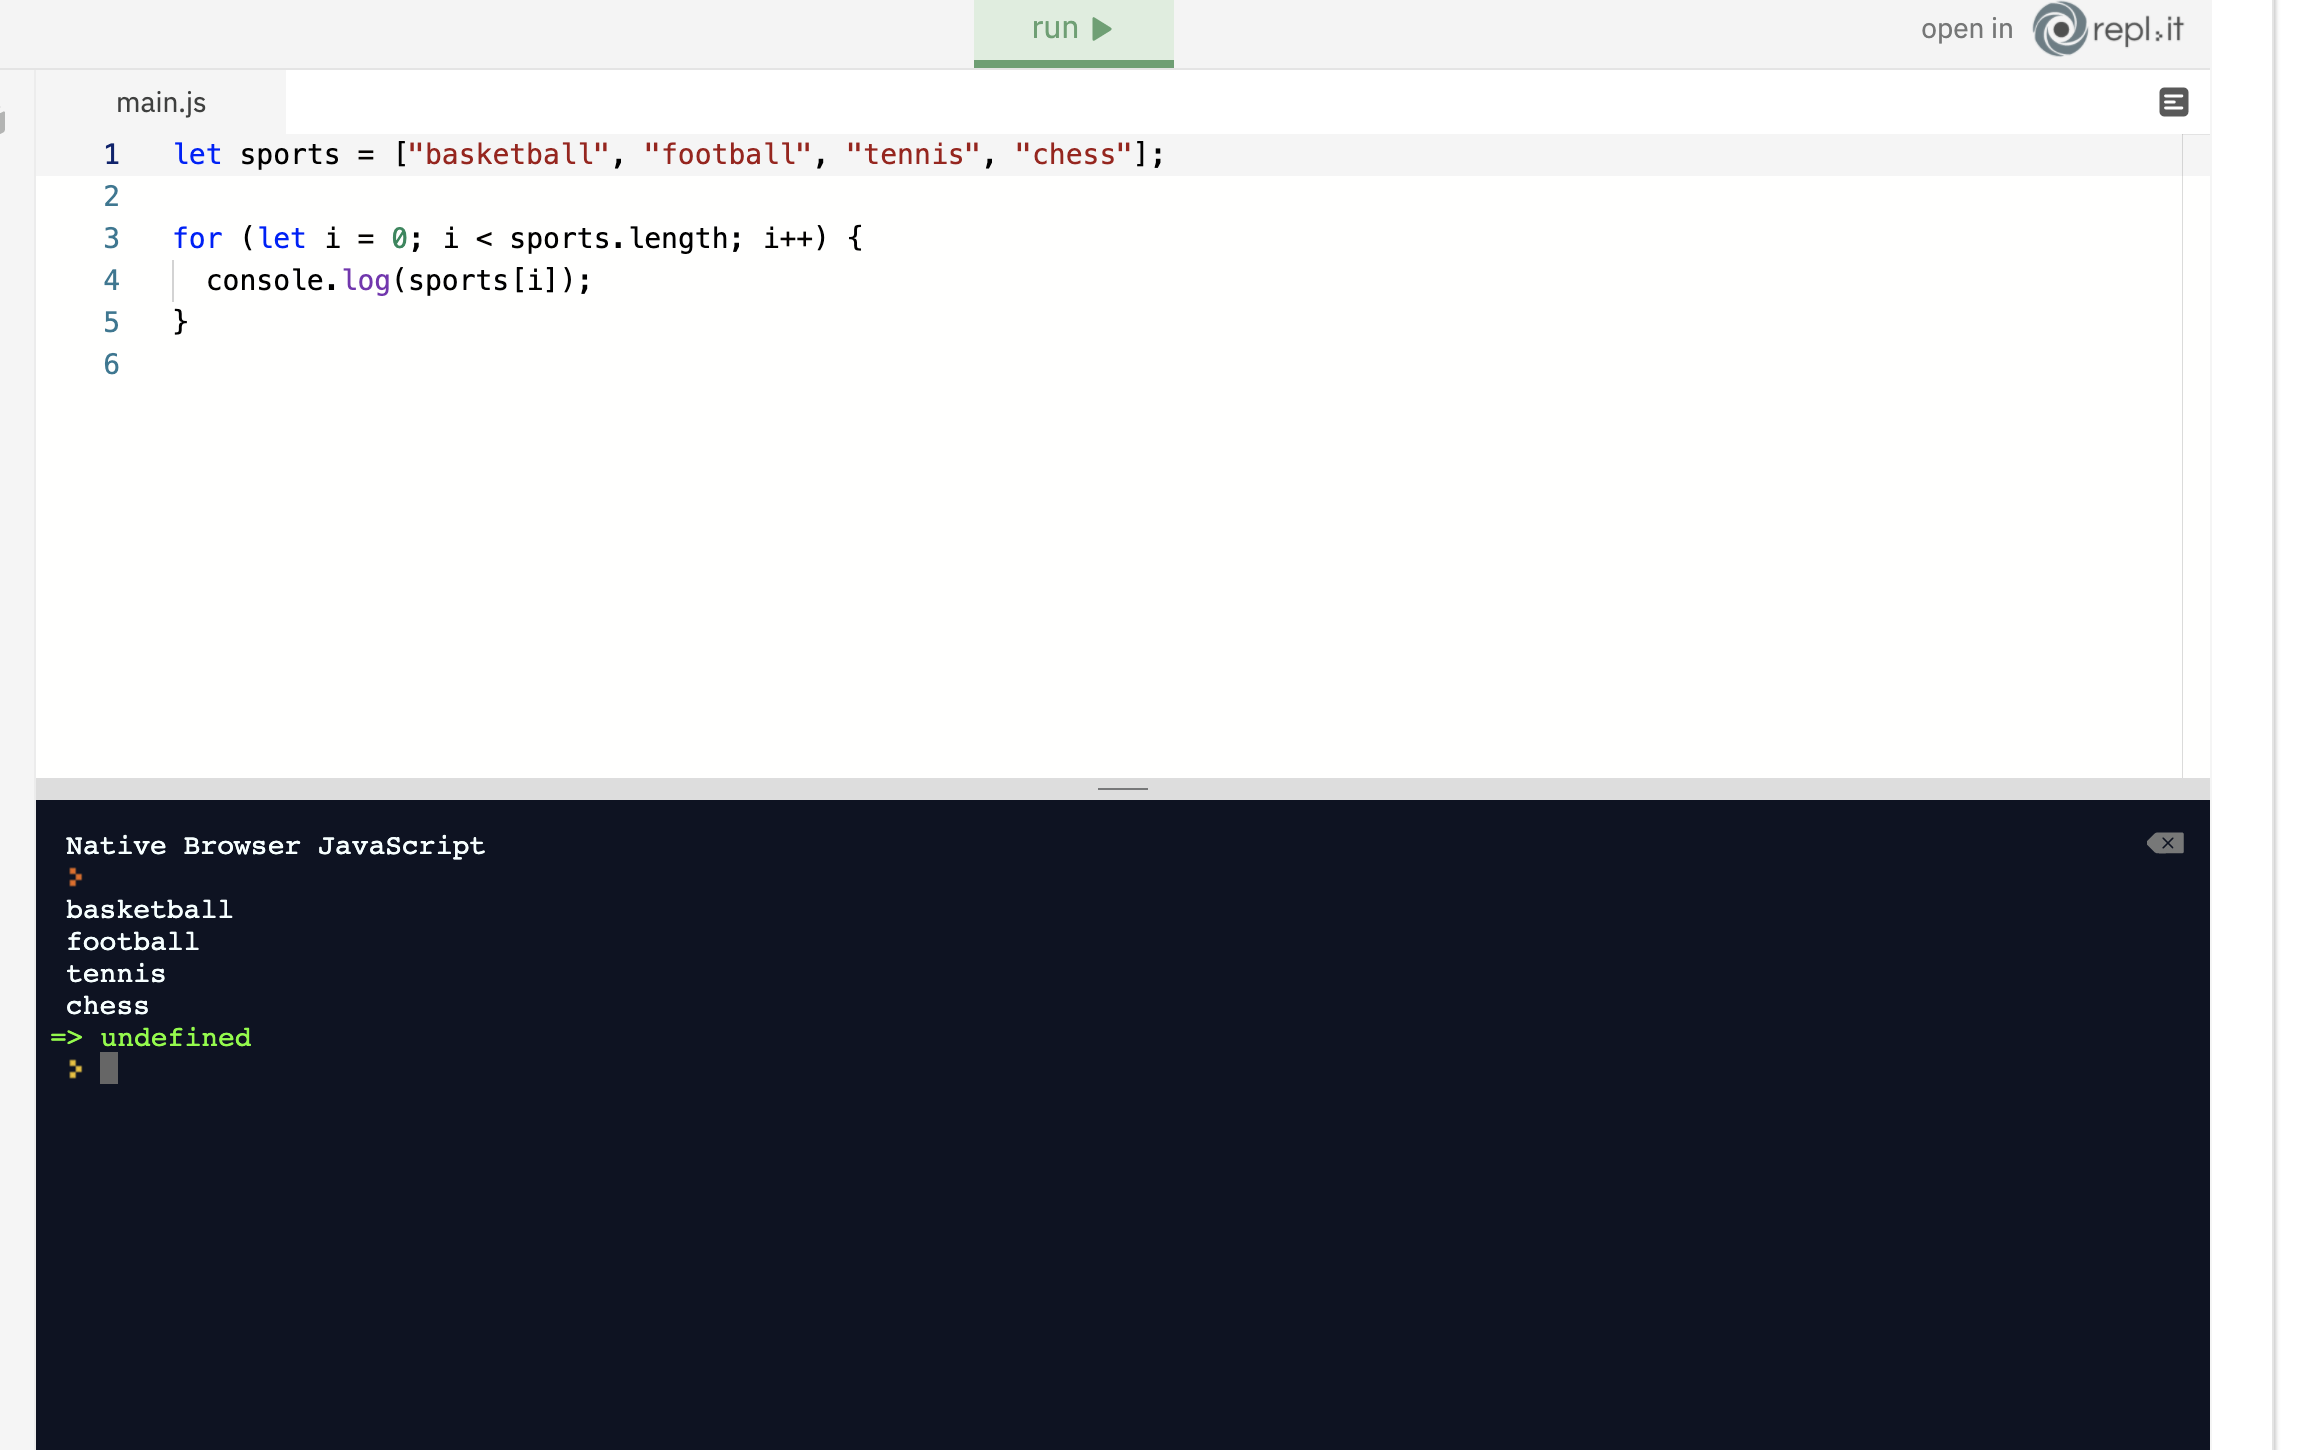 run
open in repl.it
main.js
1 let sports = ["basketball", "football", "tennis", "chess"];
2
3 for (let i = 0; i < sports.length; i++) {
4   console.log(sports[i]);
5 }
6
Native Browser JavaScript
basketball
football
tennis
chess
=> undefined